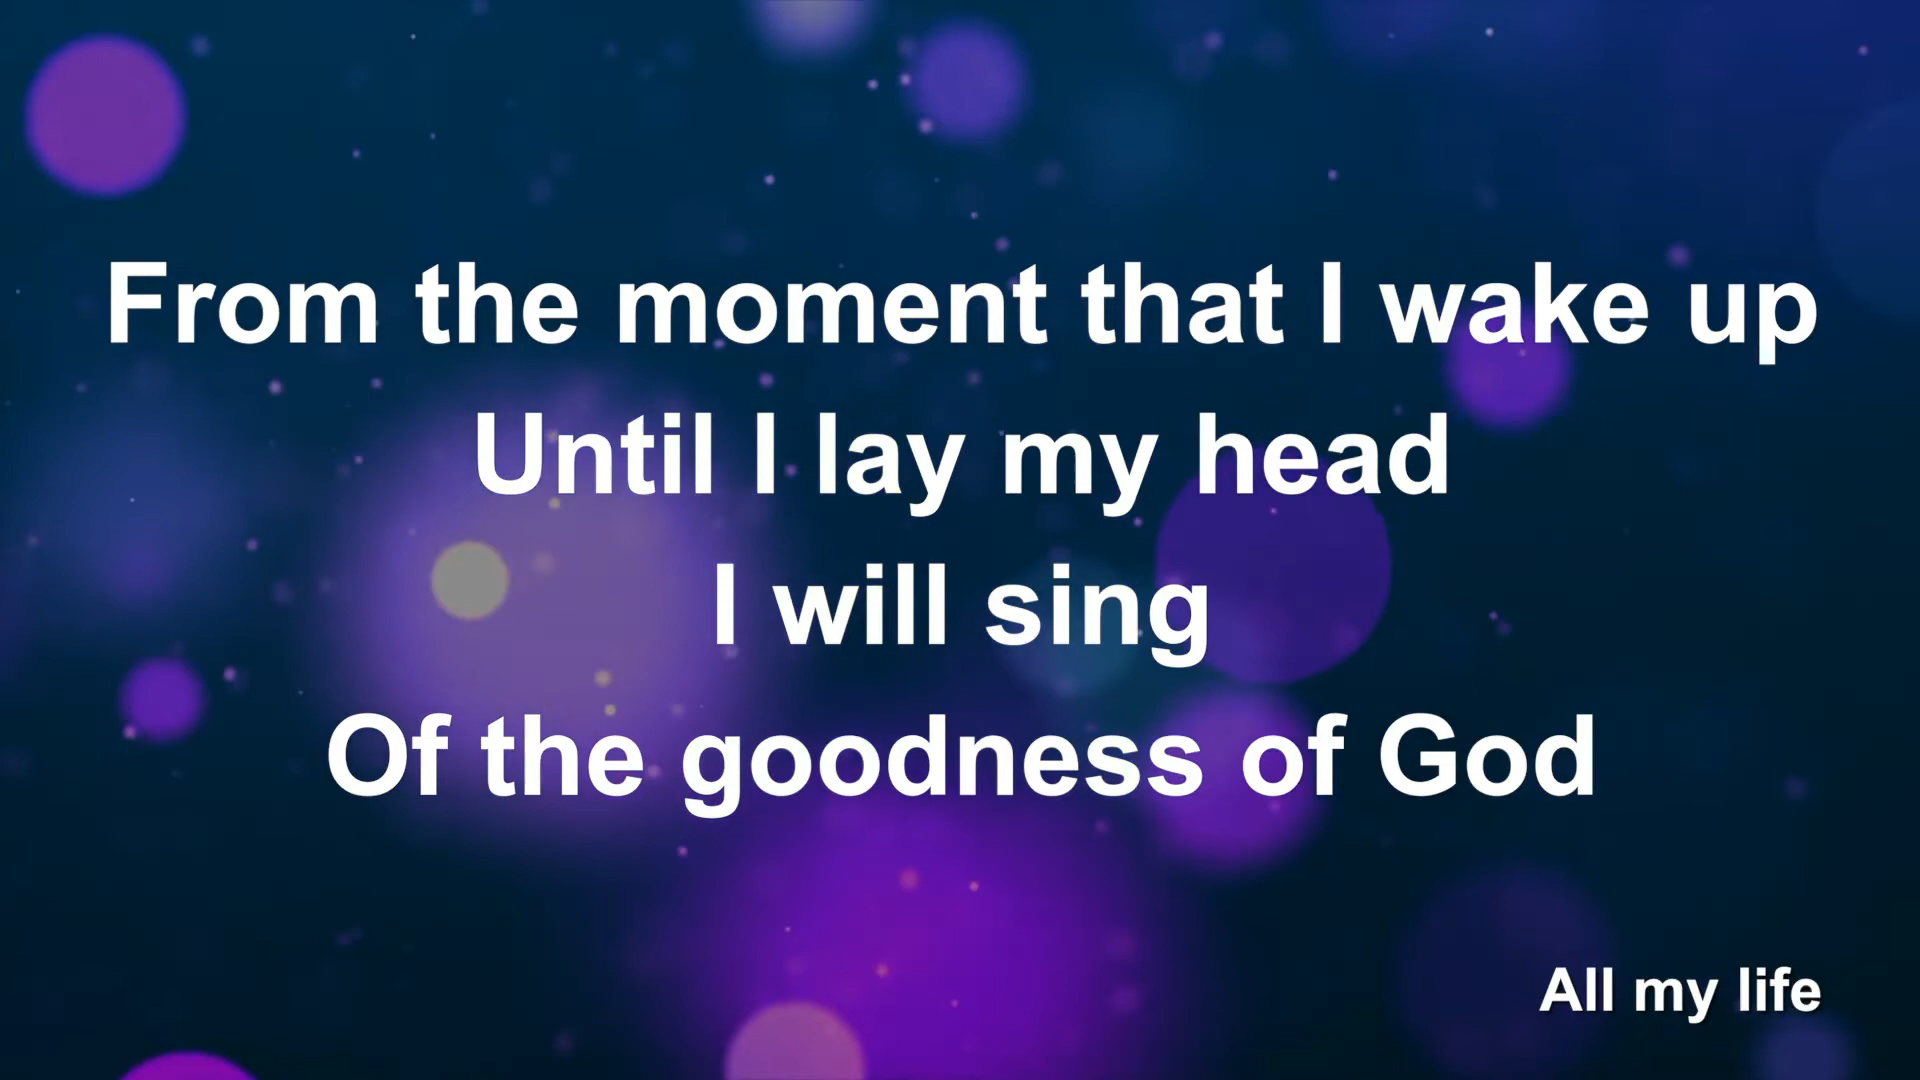 From the moment that I wake up
Until I lay my head
I will sing
Of the goodness of God
All my life